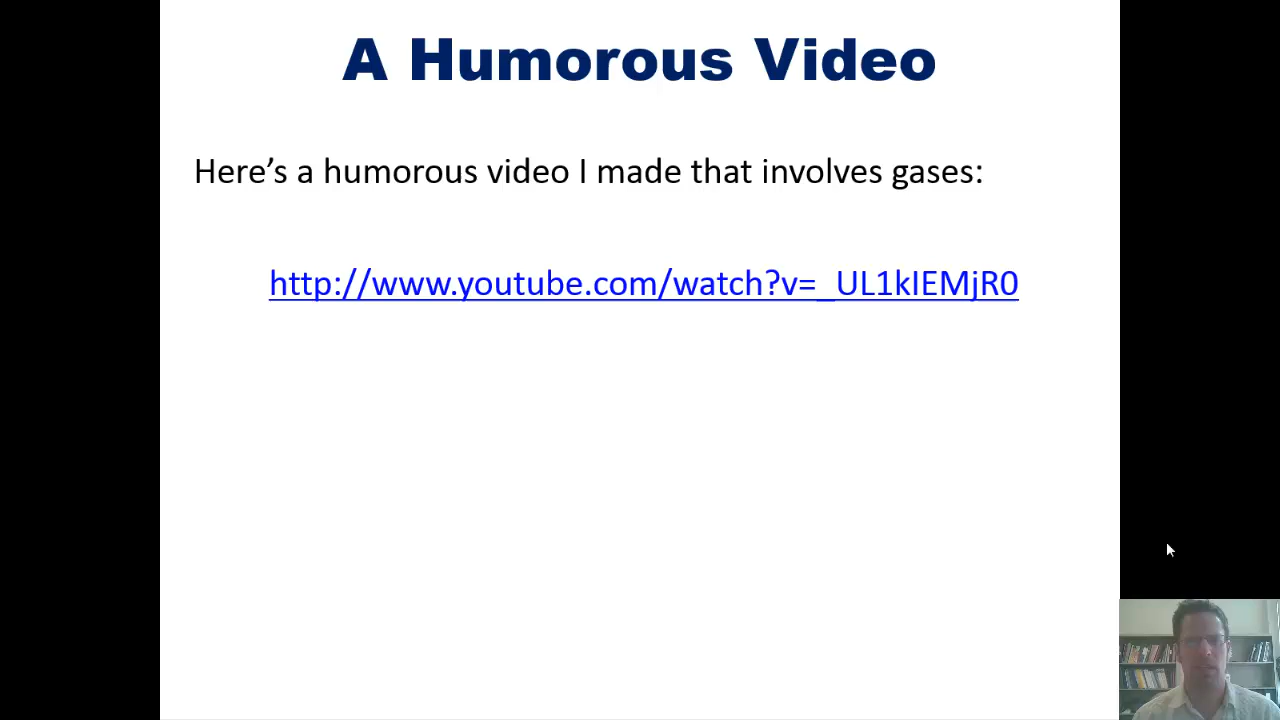 A Humorous Video
Here’s a humorous video I made that involves gases:
http://www.youtube.com/watch?v=_UL1kIEMjR0